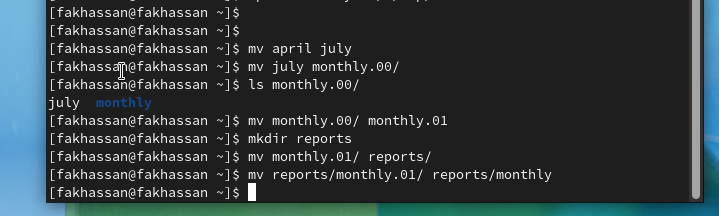 [fakhassan@fakhassan ~]$
[fakhassan@fakhassan ~]$
[fakhassan@fakhassan ~]$ mv april july
[fakhassan@fakhassan ~]$ mv july monthly.00/
[fakhassan@fakhassan ~]$ ls monthly.00/
july  monthly
[fakhassan@fakhassan ~]$ mv monthly.00/ monthly.01
[fakhassan@fakhassan ~]$ mkdir reports
[fakhassan@fakhassan ~]$ mv monthly.01/ reports/
[fakhassan@fakhassan ~]$ mv reports/monthly.01/ reports/monthly
[fakhassan@fakhassan ~]$